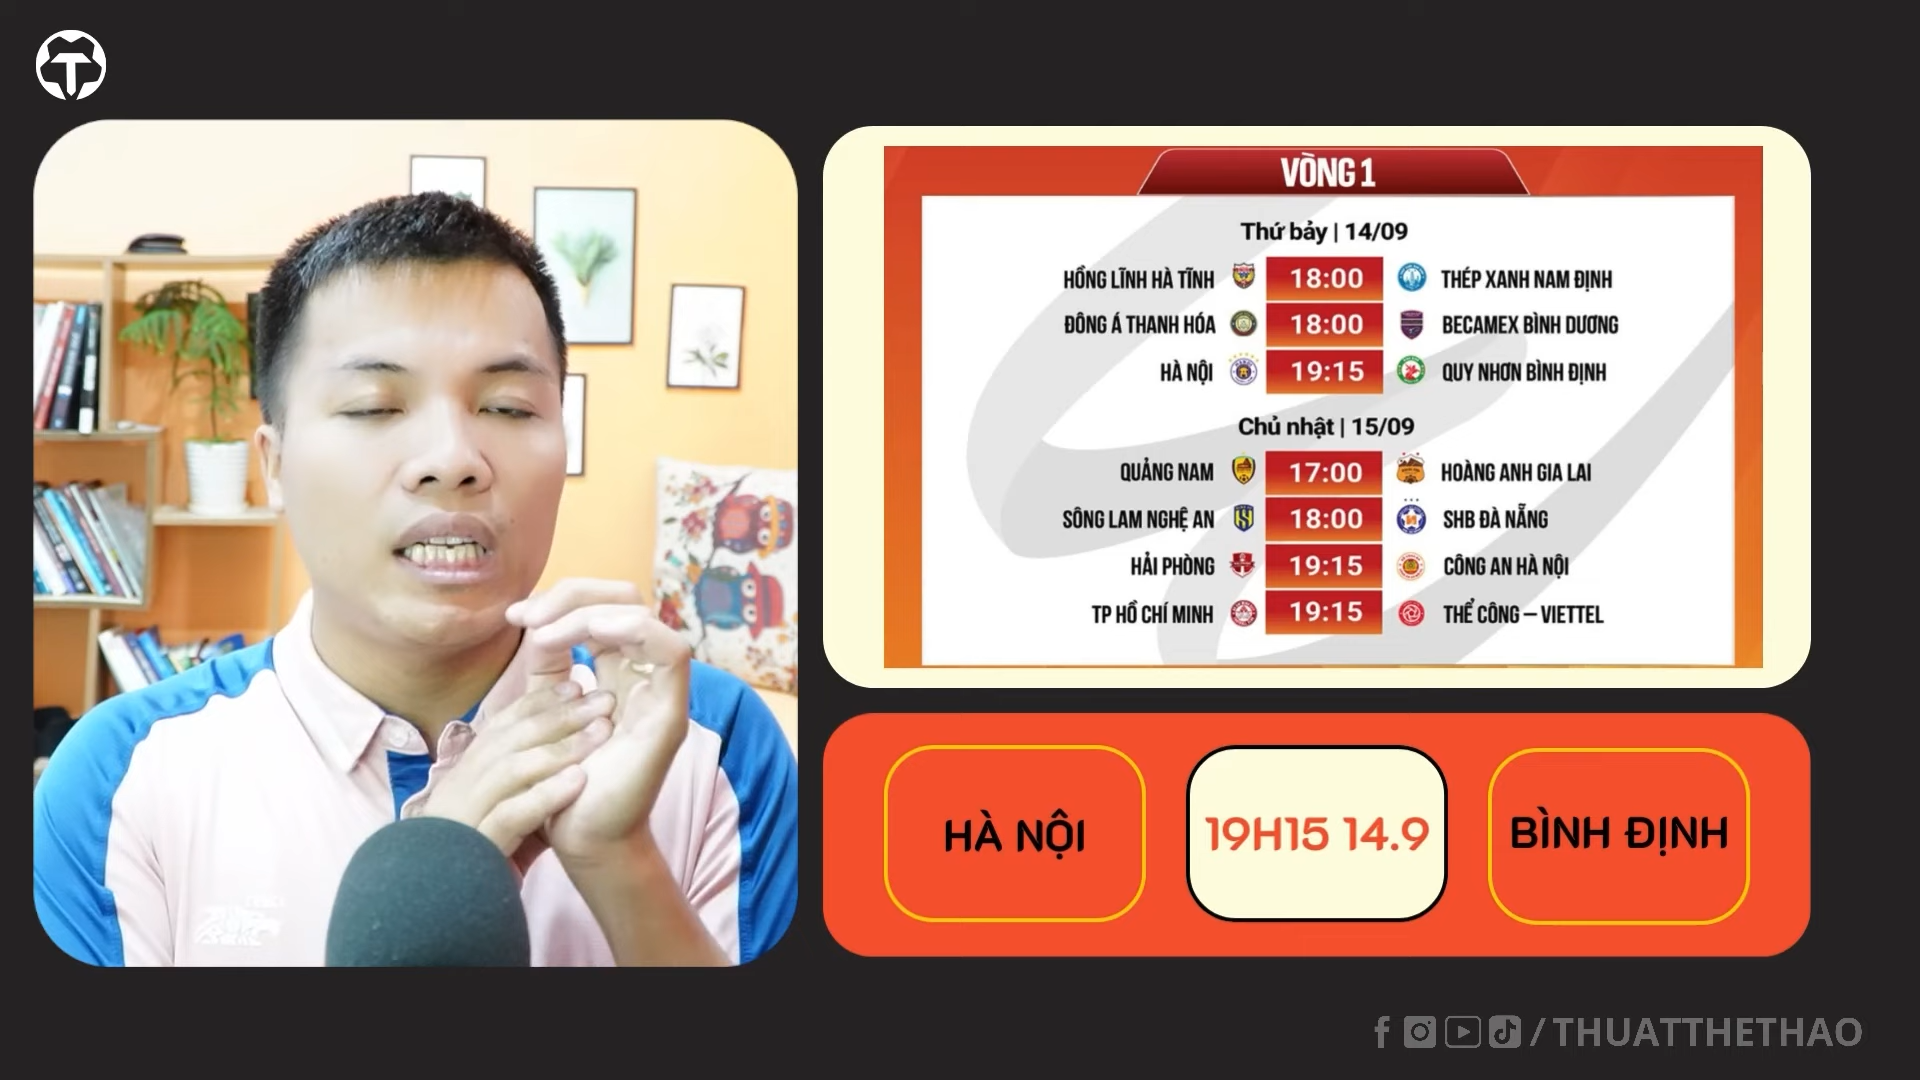 VÒNG 1
Thứ bảy | 14/09
HỒNG LĨNH HÀ TĨNH 18:00 THÉP XANH NAM ĐỊNH
ĐÔNG Á THANH HÓA 18:00 BECAMEX BÌNH DƯƠNG
HÀ NỘI 19:15 QUY NHƠN BÌNH ĐỊNH
Chủ nhật | 15/09
QUẢNG NAM 17:00 HOÀNG ANH GIA LAI
SÔNG LAM NGHỆ AN 18:00 SHB ĐÀ NẴNG
HẢI PHÒNG 19:15 CÔNG AN HÀ NỘI
TP HỒ CHÍ MINH 19:15 THỂ CÔNG – VIETTEL
HÀ NỘI 19H15 14.9 BÌNH ĐỊNH
/THUATTHETHAO